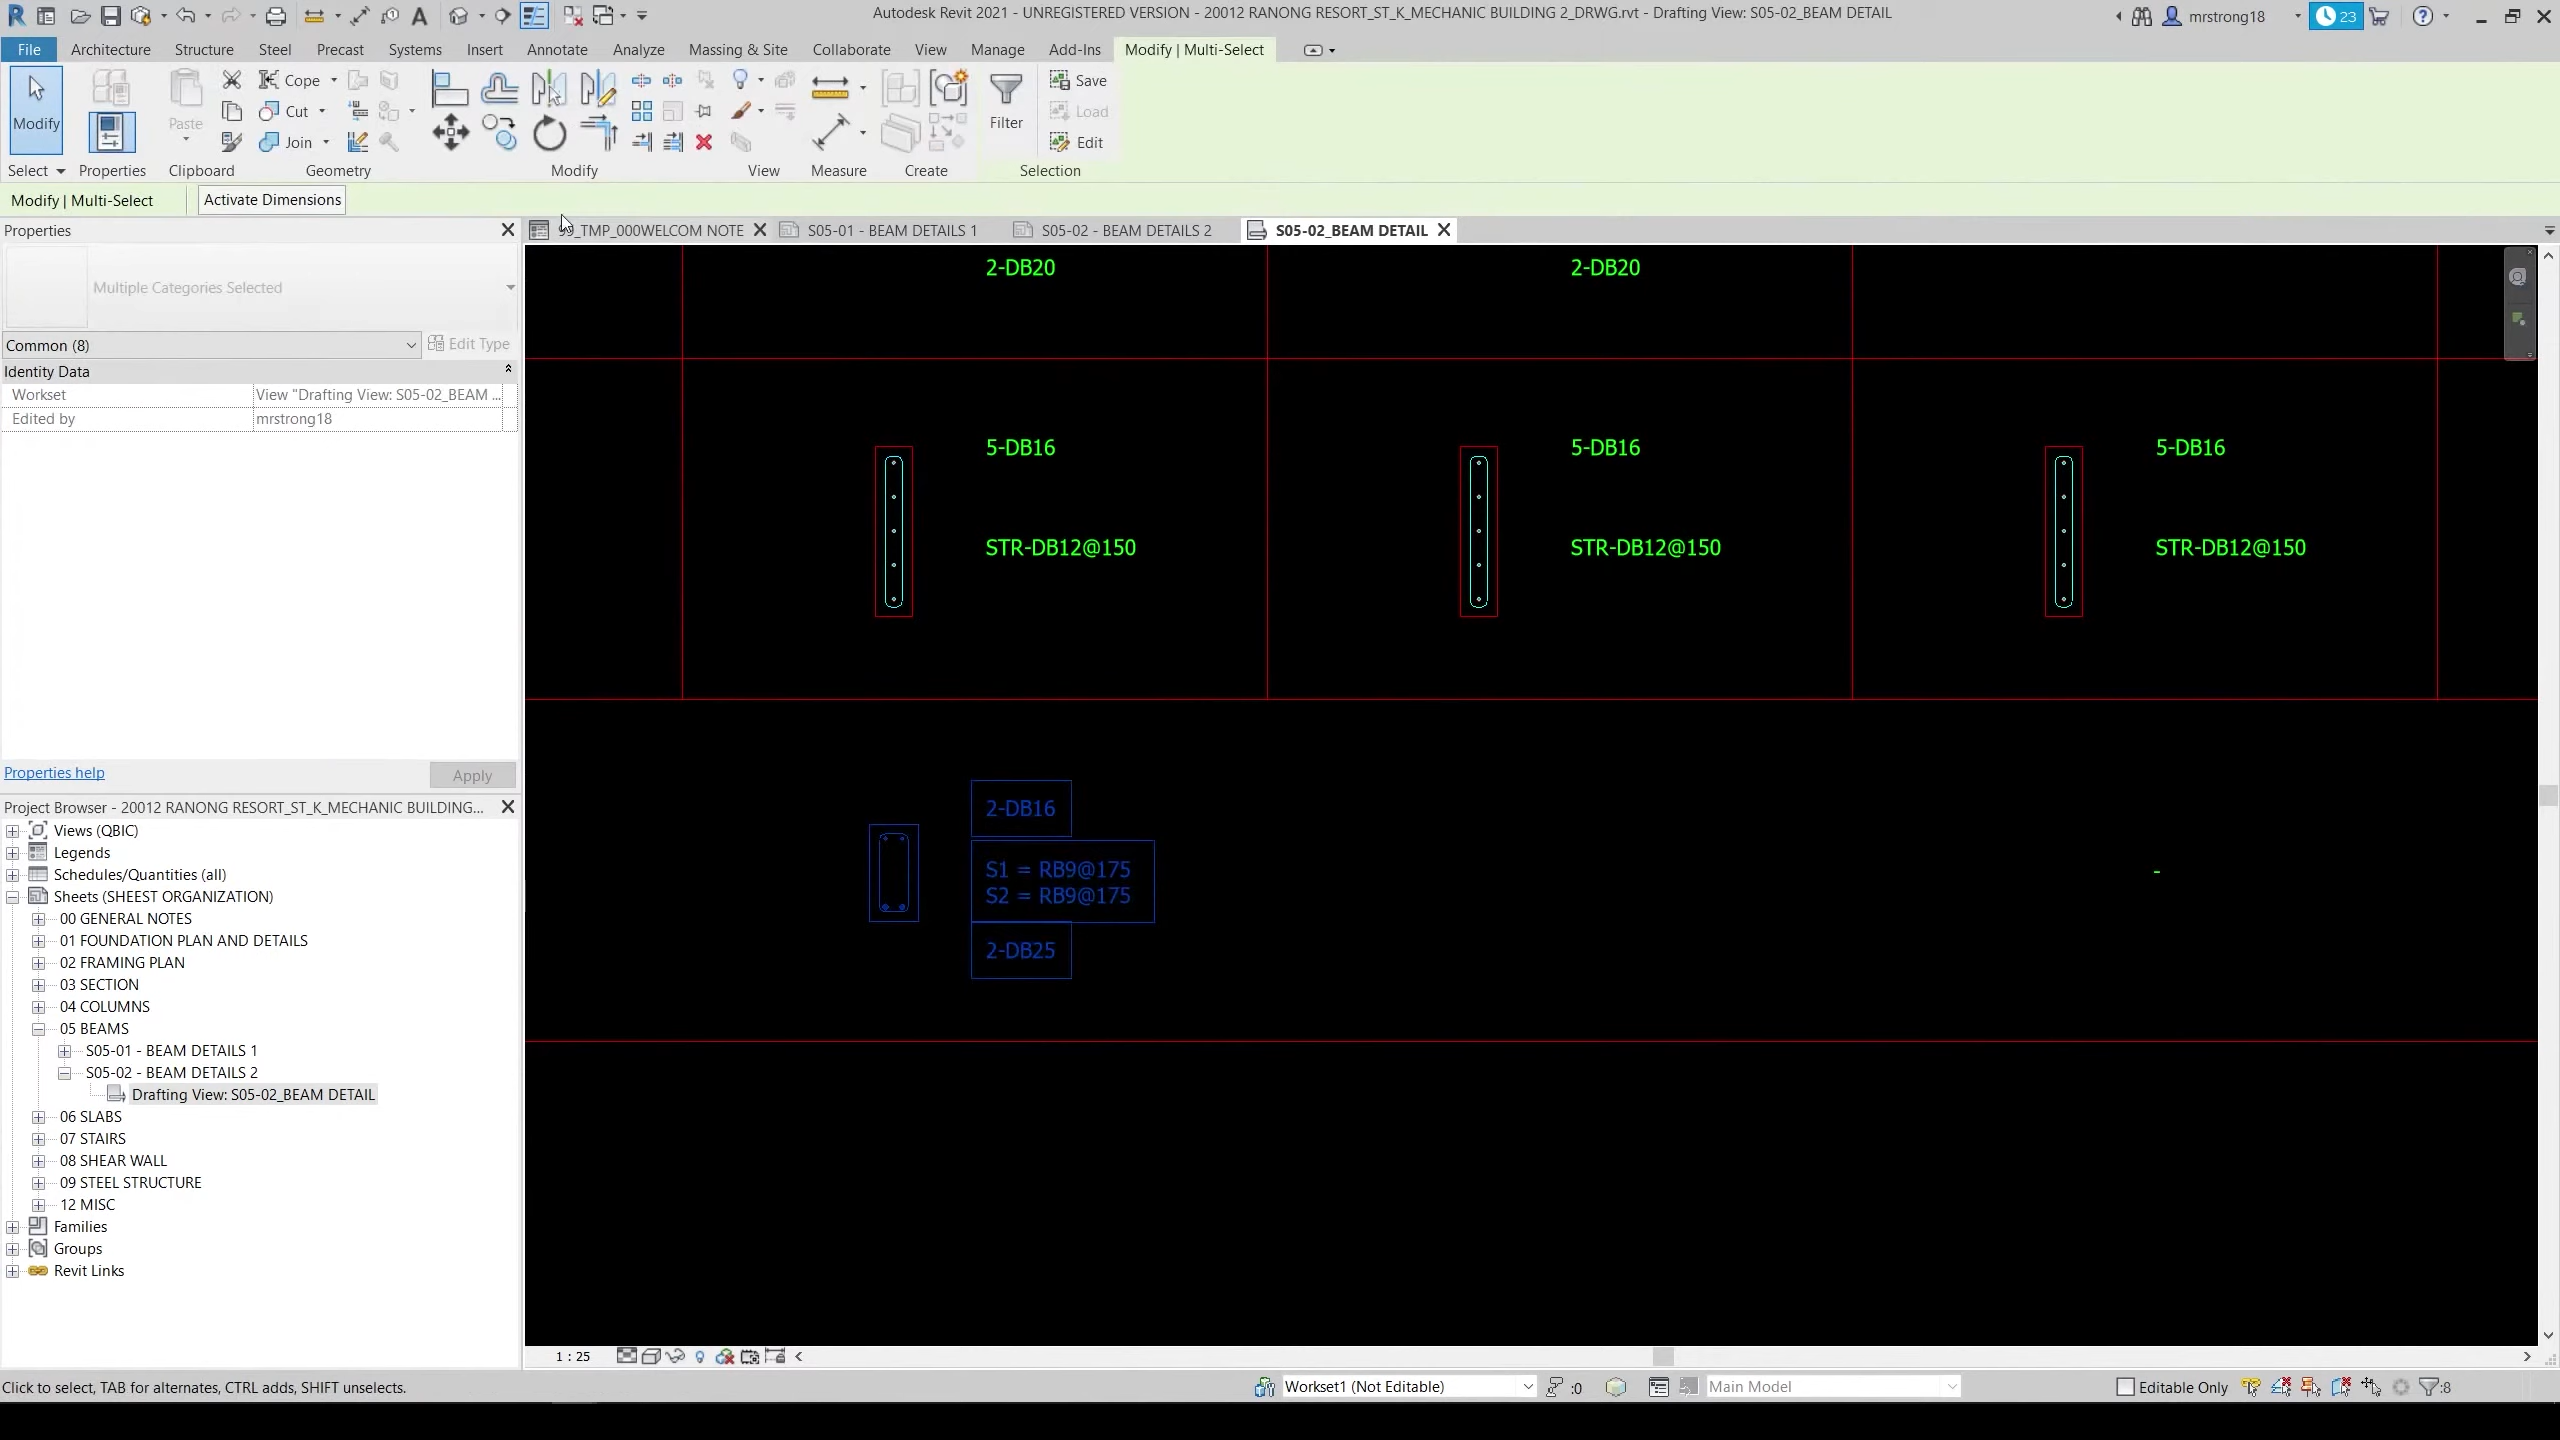 Autodesk Revit 2021 - UNREGISTERED VERSION - 20012 RANONG RESORT_ST_K_MECHANIC BUILDING 2_DRWG.rvt - Drafting View: S05-02_BEAM DETAIL
mrstrong18
23
File Architecture Structure Steel Precast Systems Insert Annotate Analyze Massing & Site Collaborate View Manage Add-Ins Modify | Multi-Select
Modify
Paste
Cope
Cut
Join
Filter
Save
Load
Edit
Select Properties Clipboard Geometry Modify View Measure Create Selection
Modify | Multi-Select Activate Dimensions
Properties
_TMP_000WELCOM NOTE S05-01 - BEAM DETAILS 1 S05-02 - BEAM DETAILS 2 S05-02_BEAM DETAIL
Multiple Categories Selected
Common (8) Edit Type
Identity Data
Workset View "Drafting View: S05-02_BEAM ...
Edited by mrstrong18
Properties help Apply
Project Browser - 20012 RANONG RESORT_ST_K_MECHANIC BUILDING...
Views (QBIC)
Legends
Schedules/Quantities (all)
Sheets (SHEEST ORGANIZATION)
00 GENERAL NOTES
01 FOUNDATION PLAN AND DETAILS
02 FRAMING PLAN
03 SECTION
04 COLUMNS
05 BEAMS
S05-01 - BEAM DETAILS 1
S05-02 - BEAM DETAILS 2
Drafting View: S05-02_BEAM DETAIL
06 SLABS
07 STAIRS
08 SHEAR WALL
09 STEEL STRUCTURE
12 MISC
Families
Groups
Revit Links
2-DB20 2-DB20
5-DB16 5-DB16 5-DB16
STR-DB12@150 STR-DB12@150 STR-DB12@150
2-DB16
S1 = RB9@175
S2 = RB9@175
2-DB25
-
1 : 25
Click to select, TAB for alternates, CTRL adds, SHIFT unselects.
Workset1 (Not Editable) :0 Main Model Editable Only :8